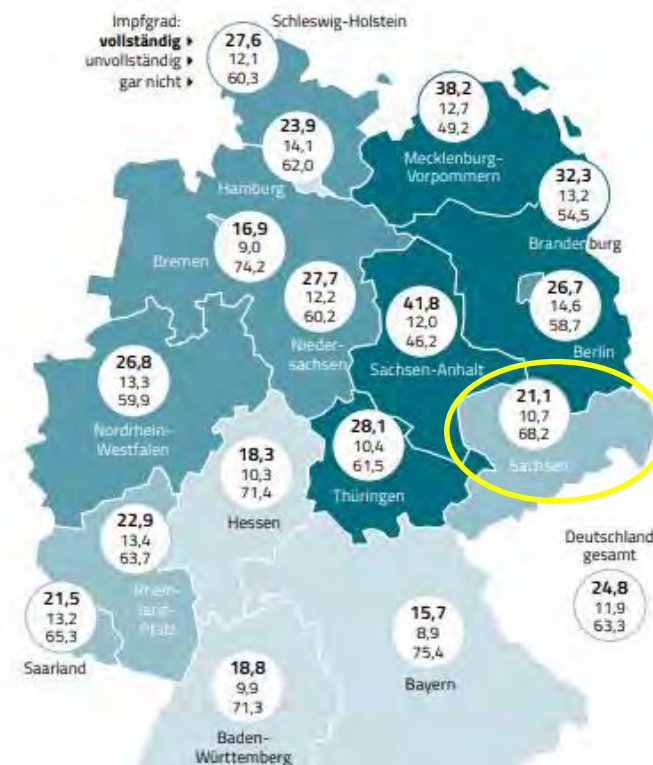 Impfgrad:
vollständig
unvollständig
gar nicht
Schleswig-Holstein
27,6
12,1
60,3
38,2
12,7
49,2
Mecklenburg-
Vorpommern
23,9
14,1
62,0
Hamburg
32,3
13,2
54,5
Brandenburg
16,9
9,0
74,2
Bremen
27,7
12,2
60,2
Nieder-
sachsen
41,8
12,0
46,2
Sachsen-Anhalt
26,7
14,6
58,7
Berlin
26,8
13,3
59,9
Nordrhein-
Westfalen
21,1
10,7
68,2
Sachsen
28,1
10,4
61,5
Thüringen
18,3
10,3
71,4
Hessen
22,9
13,4
63,7
Rhein-
land-
Pfalz
Deutschland
gesamt
24,8
11,9
63,3
21,5
13,2
65,3
Saarland
15,7
8,9
75,4
Bayern
18,8
9,9
71,3
Baden-
Württemberg